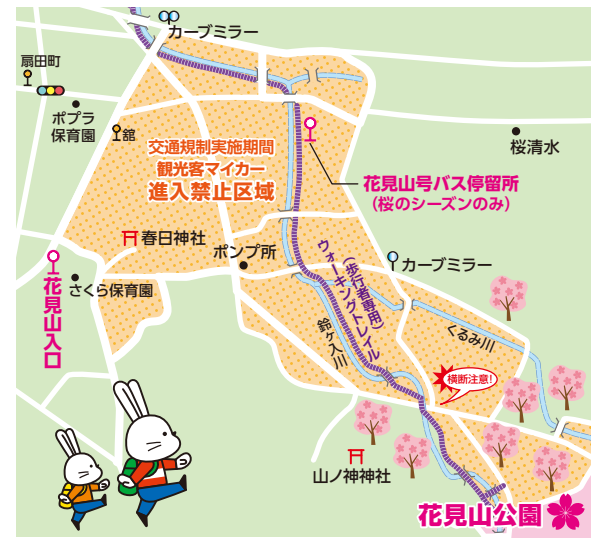 カーブミラー
扇田町
ポプラ
保育園
舘
交通規制実施期間
観光客マイカー
進入禁止区域
桜清水
花見山号バス停留所
(桜のシーズンのみ)
春日神社
ポンプ所
カーブミラー
(歩行者専用)
ウォーキングトレイル
さくら保育園
花見山入口
鈴ヶ入川
くるみ川
横断注意!
山ノ神神社
花見山公園